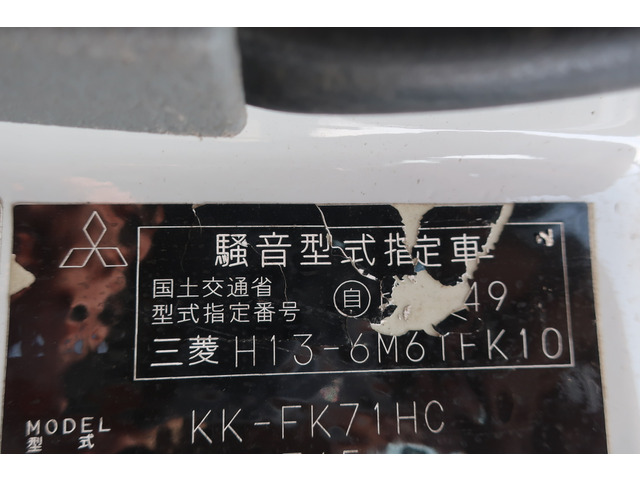 騒音型式指定車
国土交通省
型式指定番号 自 49
三菱 H13-6M61FK10
MODEL KK-FK71HC
型式